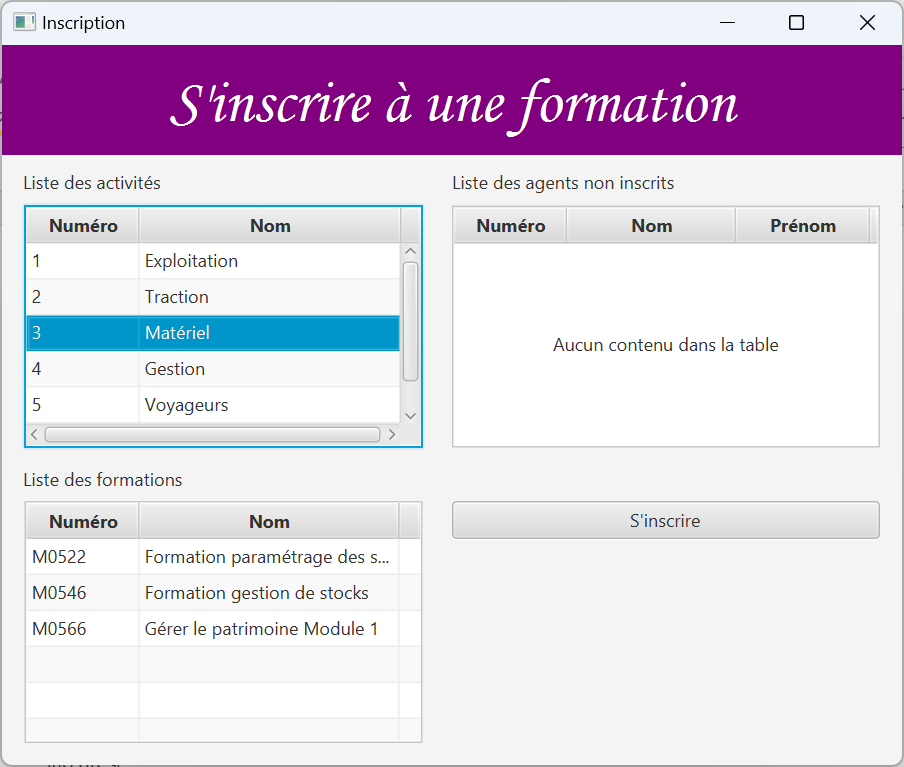 Inscription
S'inscrire à une formation
Liste des activités
Numéro Nom
1 Exploitation
2 Traction
3 Matériel
4 Gestion
5 Voyageurs
Liste des agents non inscrits
Numéro Nom Prénom
Aucun contenu dans la table
Liste des formations
Numéro Nom
M0522 Formation paramétrage des s...
M0546 Formation gestion de stocks
M0566 Gérer le patrimoine Module 1
S'inscrire